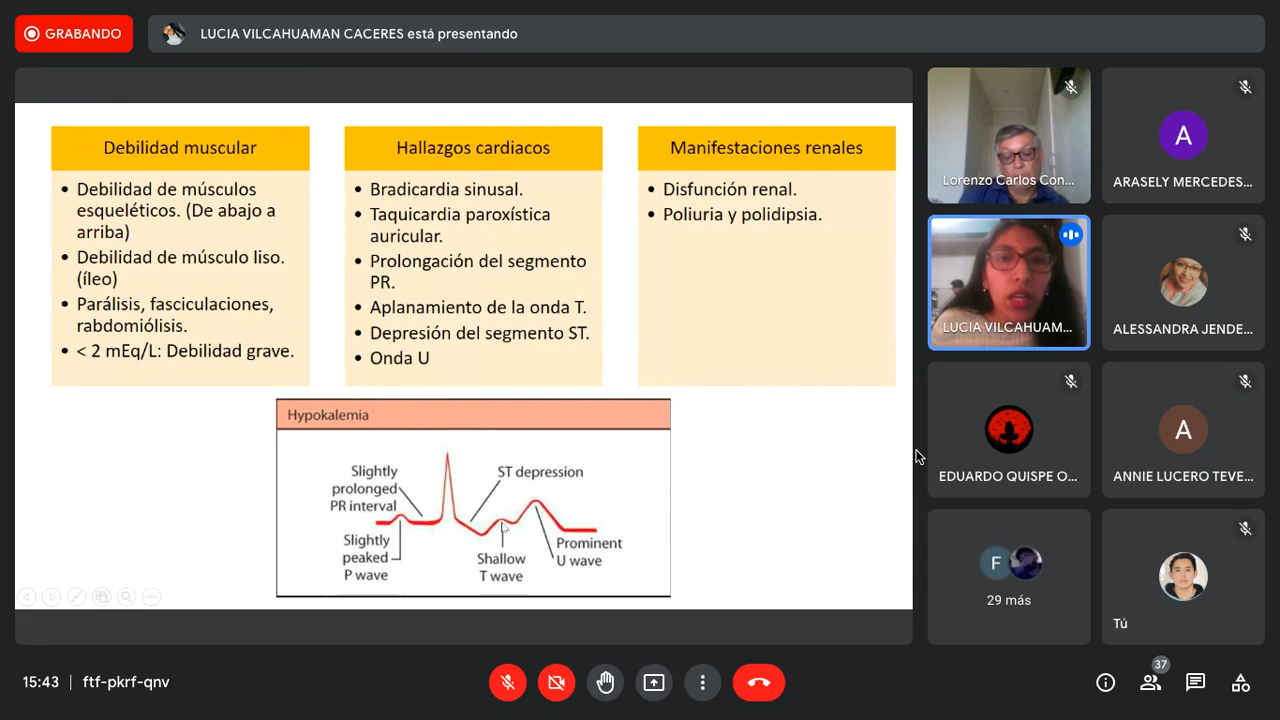 GRABANDO
LUCIA VILCAHUAMAN CACERES está presentando
Debilidad muscular
• Debilidad de músculos
esqueléticos. (De abajo a
arriba)
• Debilidad de músculo liso.
(íleo)
• Parálisis, fasciculaciones,
rabdomiólisis.
• < 2 mEq/L: Debilidad grave.
Hallazgos cardiacos
• Bradicardia sinusal.
• Taquicardia paroxística
auricular.
• Prolongación del segmento
PR.
• Aplanamiento de la onda T.
• Depresión del segmento ST.
• Onda U
Manifestaciones renales
• Disfunción renal.
• Poliuria y polidipsia.
Hypokalemia
Slightly
prolonged
PR interval
ST depression
Slightly
peaked
P wave
Shallow
T wave
Prominent
U wave
Lorenzo Carlos Con...
A
ARASELY MERCEDES...
LUCIA VILCAHUAM...
ALESSANDRA JENDE...
EDUARDO QUISPE O...
A
ANNIE LUCERO TEVE...
F
29 más
Tú
15:43 | ftf-pkrf-qnv
37